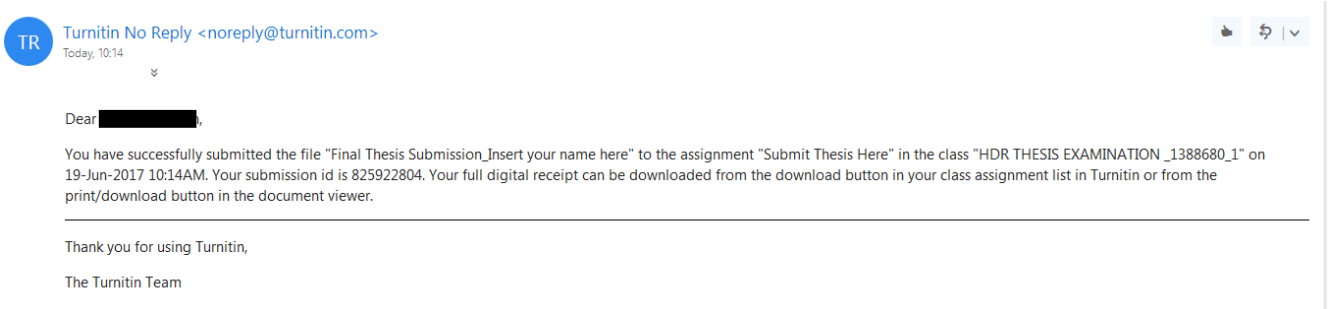 TR
Turnitin No Reply <noreply@turnitin.com>
Today, 10:14
Dear ,
You have successfully submitted the file "Final Thesis Submission_Insert your name here" to the assignment "Submit Thesis Here" in the class "HDR THESIS EXAMINATION _1388680_1" on
19-Jun-2017 10:14AM. Your submission id is 825922804. Your full digital receipt can be downloaded from the download button in your class assignment list in Turnitin or from the
print/download button in the document viewer.
Thank you for using Turnitin,
The Turnitin Team